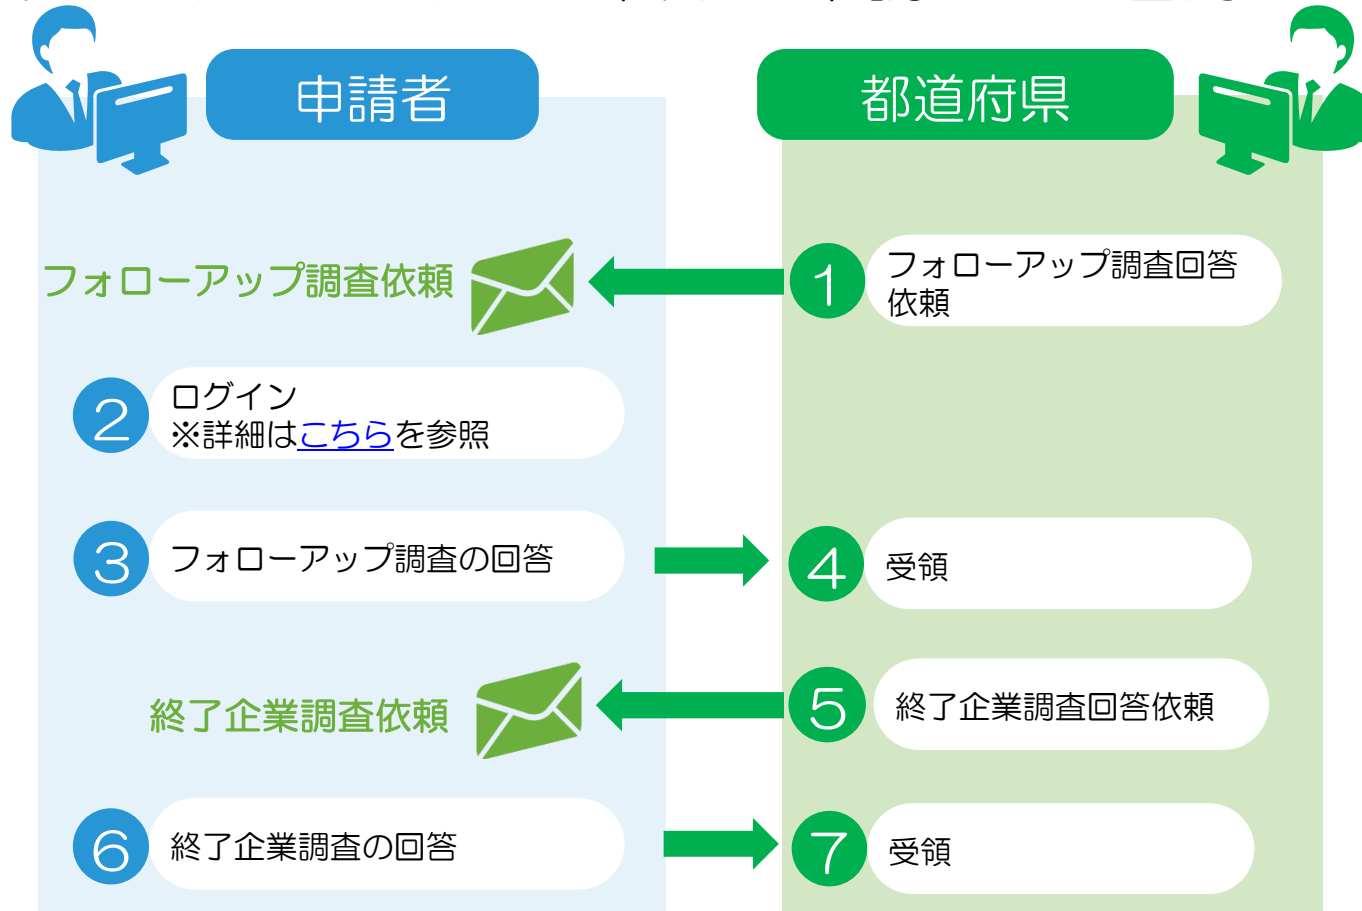 申請者
都道府県
フォローアップ調査依頼
1
フォローアップ調査回答
依頼
2
ログイン
※詳細はこちらを参照
3
フォローアップ調査の回答
4
受領
終了企業調査依頼
5
終了企業調査回答依頼
6
終了企業調査の回答
7
受領